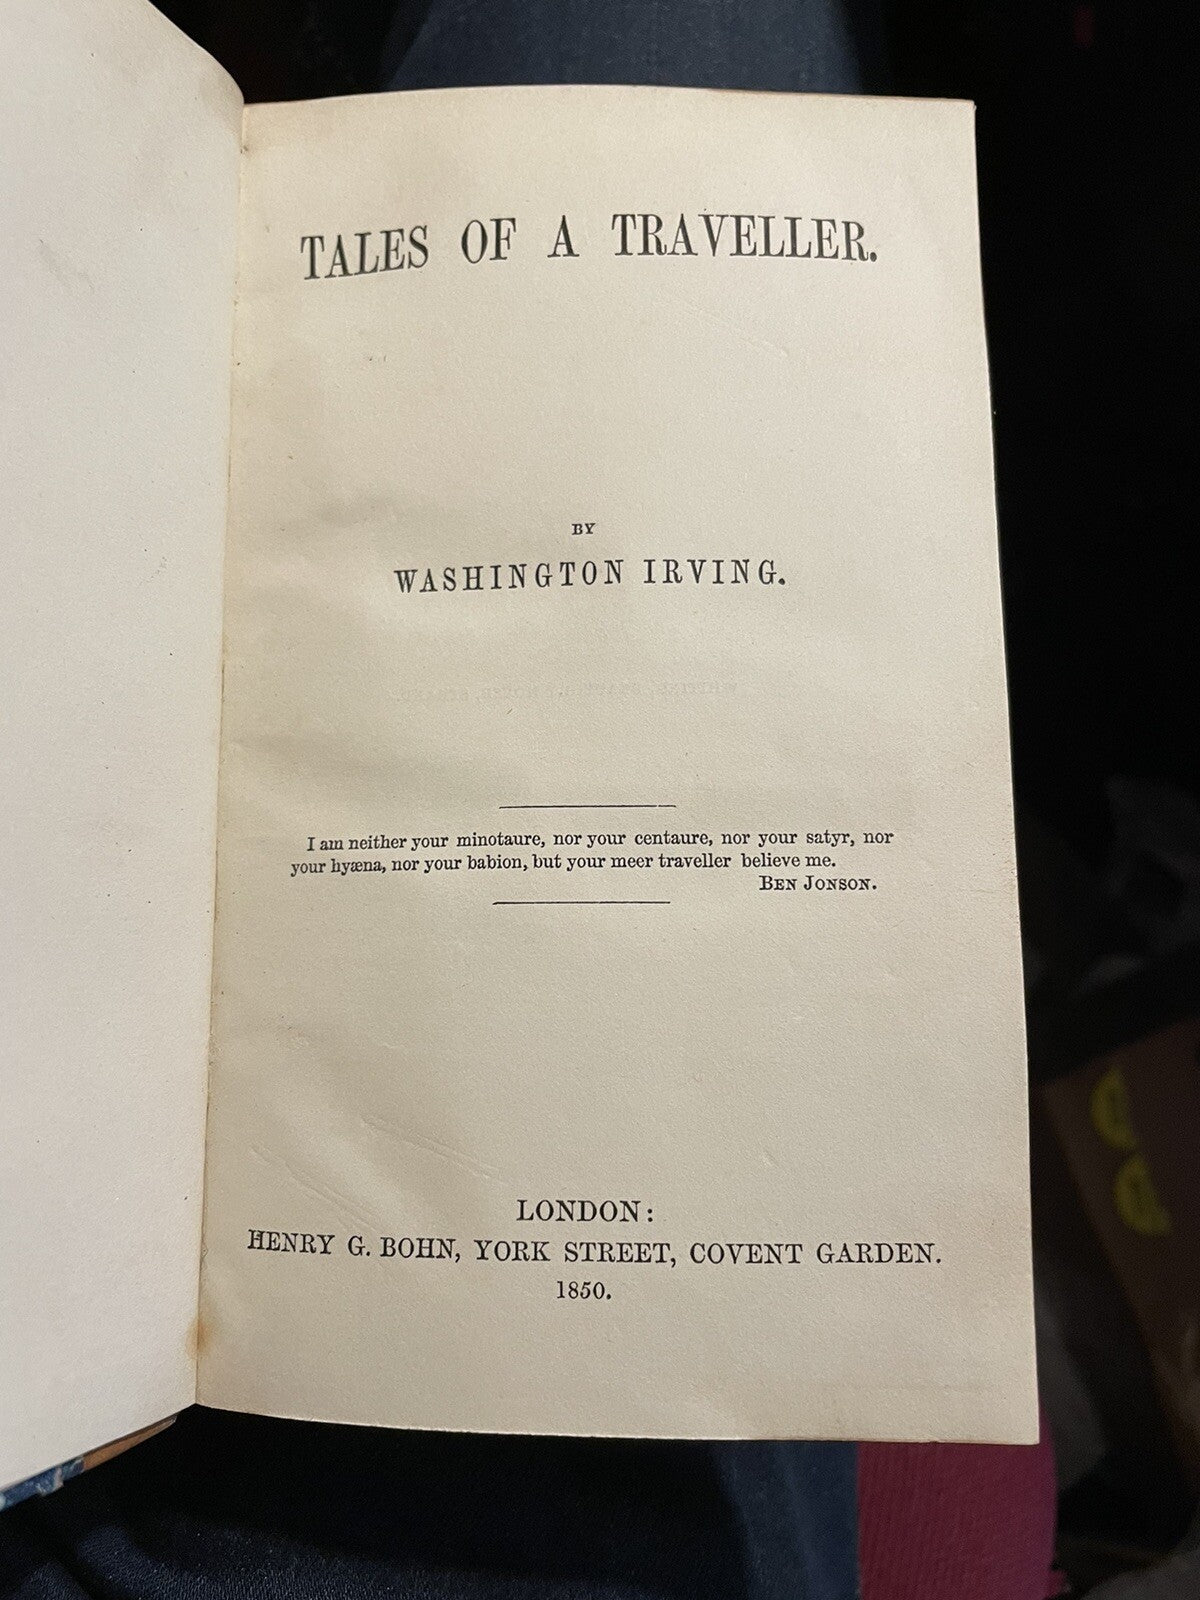 TALES OF A TRAVELLER.
BY
WASHINGTON IRVING.
I am neither your minotaure, nor your centaure, nor your satyr, nor
your hyæna, nor your babion, but your meer traveller believe me.
BEN JONSON.
LONDON:
HENRY G. BOHN, YORK STREET, COVENT GARDEN.
1850.